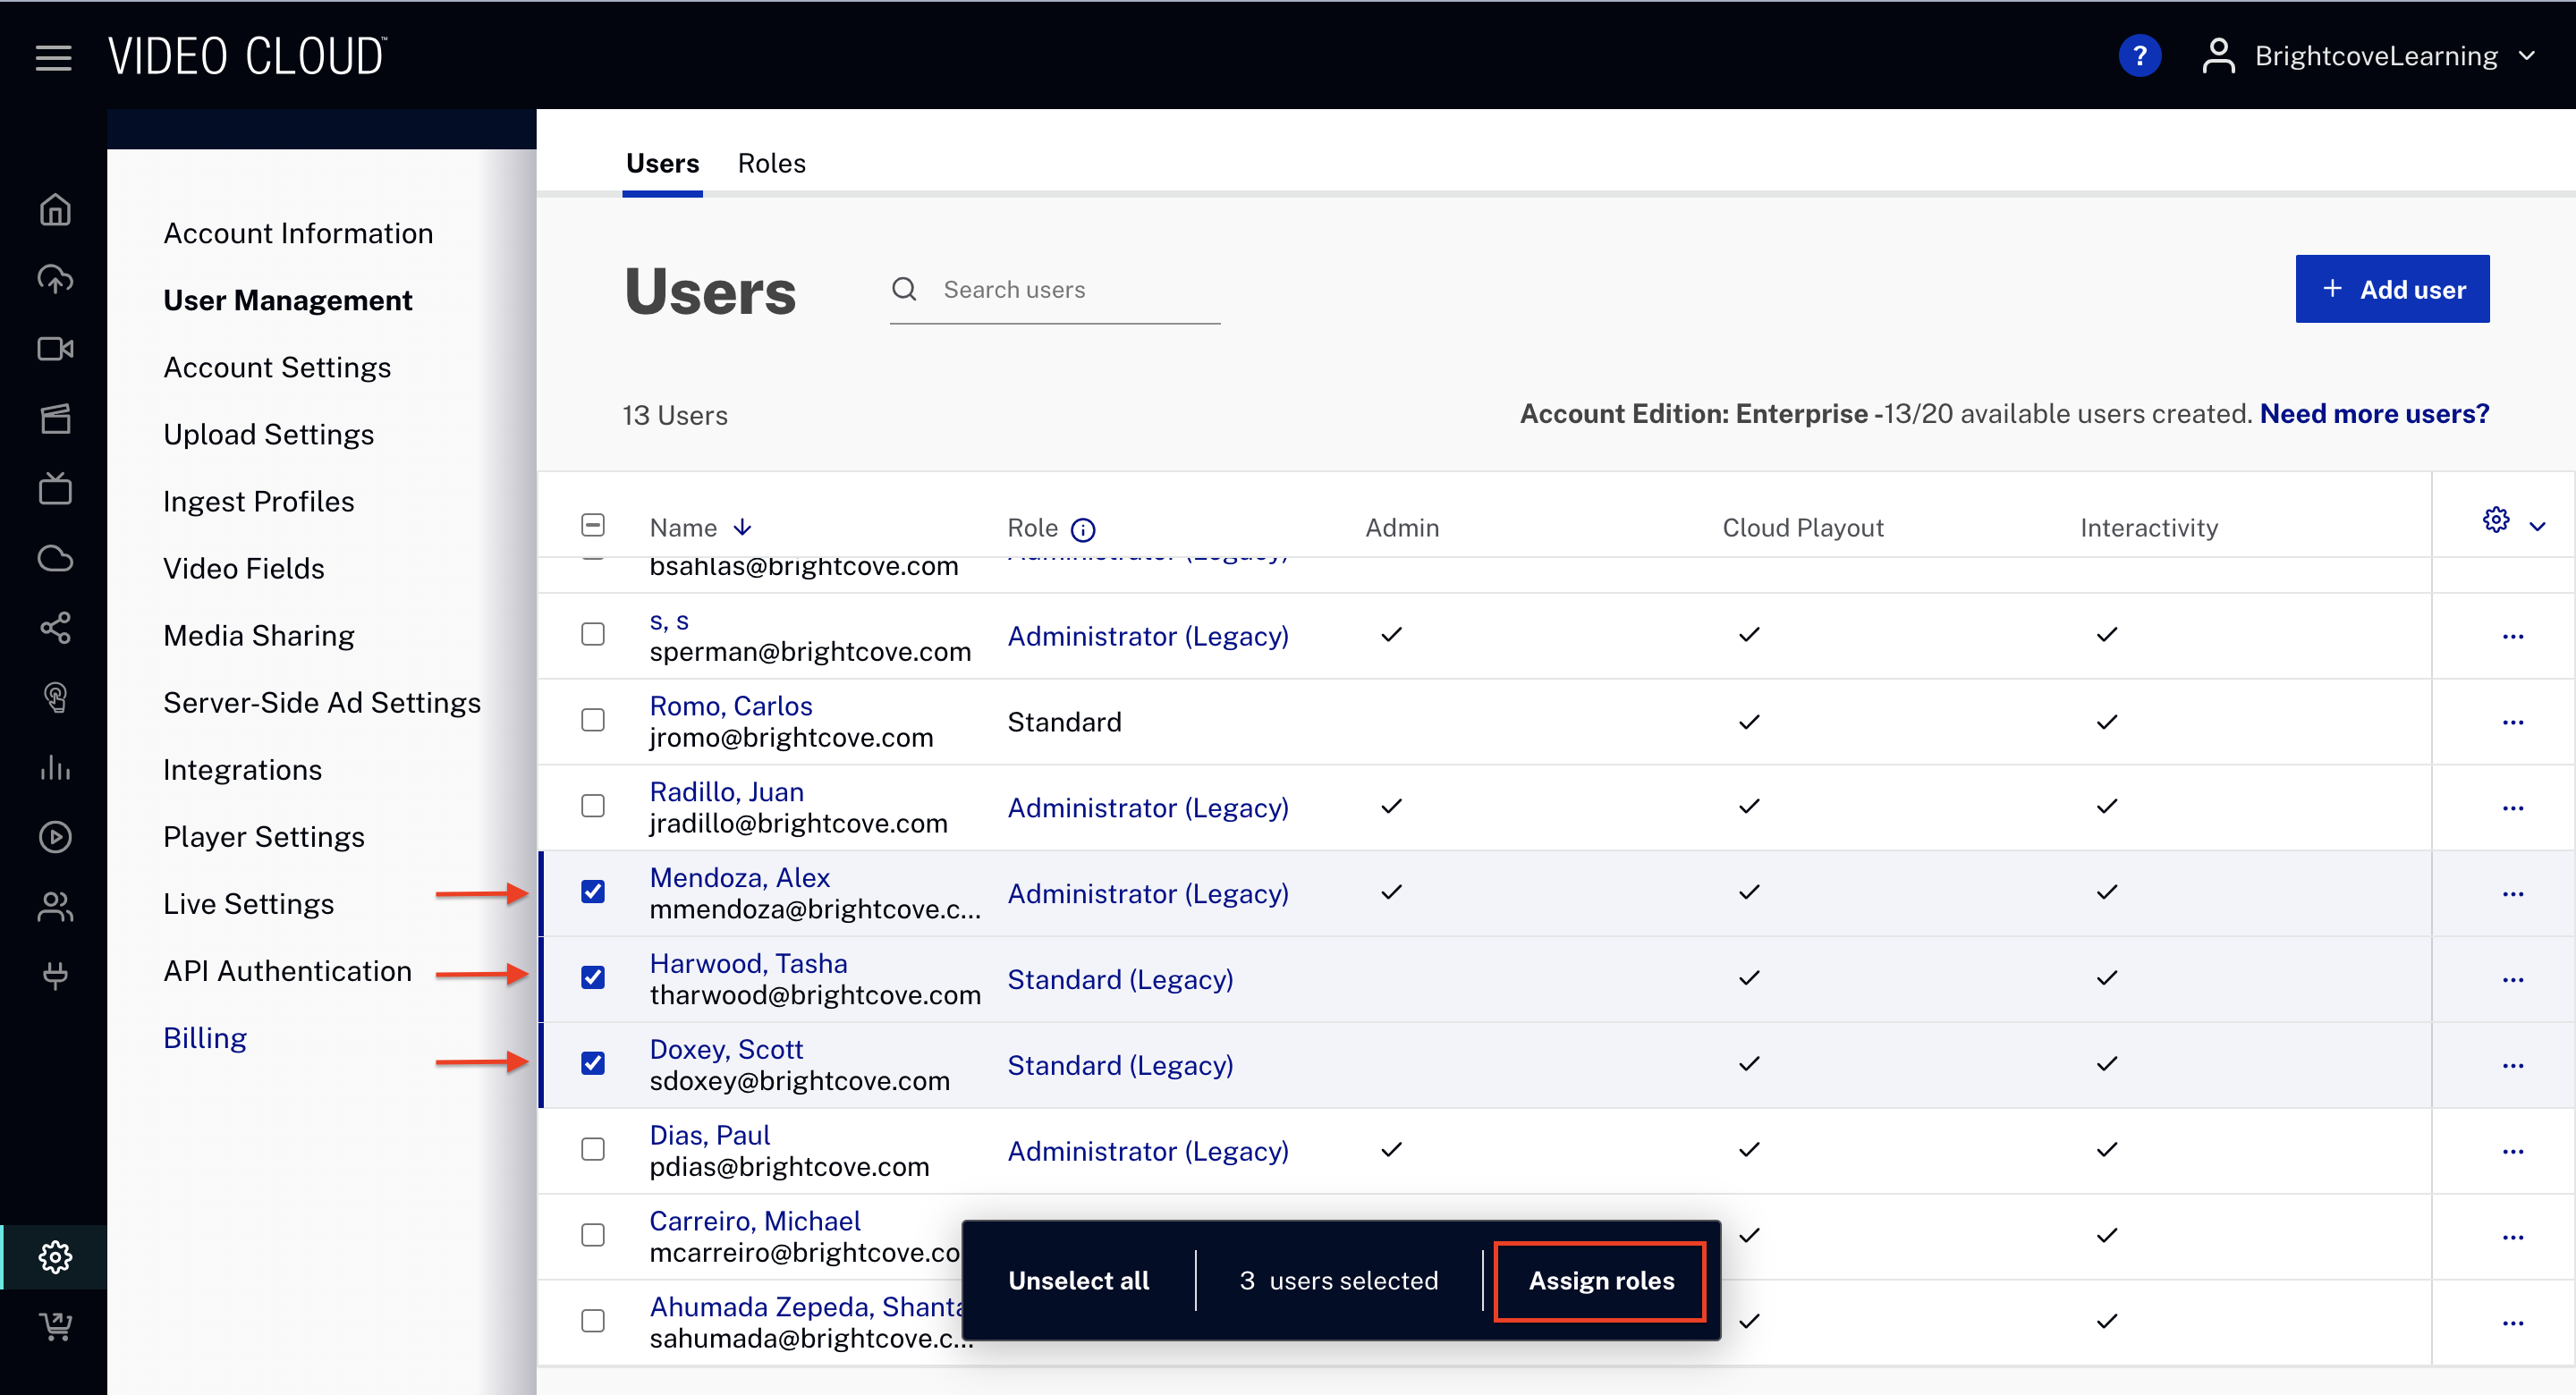 VIDEO CLOUD™
?
BrightcoveLearning
Users
Roles
Account Information
User Management
Account Settings
Upload Settings
Ingest Profiles
Video Fields
Media Sharing
Server-Side Ad Settings
Integrations
Player Settings
Live Settings
API Authentication
Billing
Users
Search users
+ Add user
13 Users
Account Edition: Enterprise -13/20 available users created. Need more users?
Name
Role
Admin
Cloud Playout
Interactivity
Administrator (Legacy)
bsahlas@brightcove.com
s, s
sperman@brightcove.com
Administrator (Legacy)
Romo, Carlos
jromo@brightcove.com
Standard
Radillo, Juan
jradillo@brightcove.com
Administrator (Legacy)
Mendoza, Alex
mmendoza@brightcove.c...
Administrator (Legacy)
Harwood, Tasha
tharwood@brightcove.com
Standard (Legacy)
Doxey, Scott
sdoxey@brightcove.com
Standard (Legacy)
Dias, Paul
pdias@brightcove.com
Administrator (Legacy)
Carreiro, Michael
mcarreiro@brightcove.co
Ahumada Zepeda, Shanta
sahumada@brightcove.c...
Unselect all
3 users selected
Assign roles